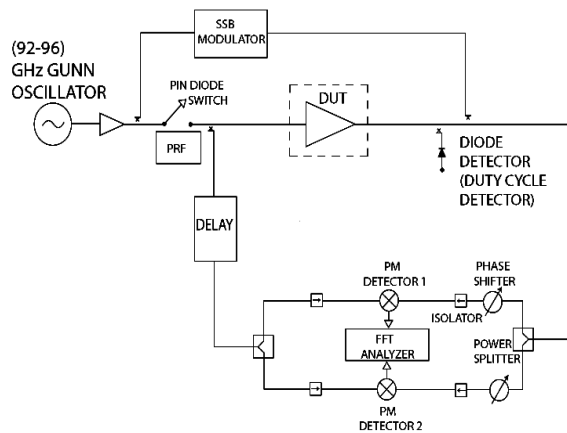 SSB
MODULATOR
(92-96)
GHz GUNN
OSCILLATOR
PIN DIODE
SWITCH
PRF
DUT
DIODE
DETECTOR
(DUTY CYCLE
DETECTOR)
DELAY
PM
DETECTOR 1
PHASE
SHIFTER
ISOLATOR
FFT
ANALYZER
POWER
SPLITTER
PM
DETECTOR 2